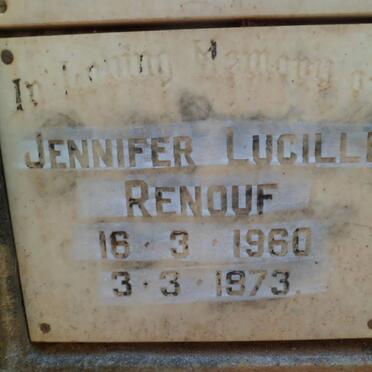 In Loving Memory o
JENNIFER LUCILLE
RENOUF
16·3·1960
3·3·1973.